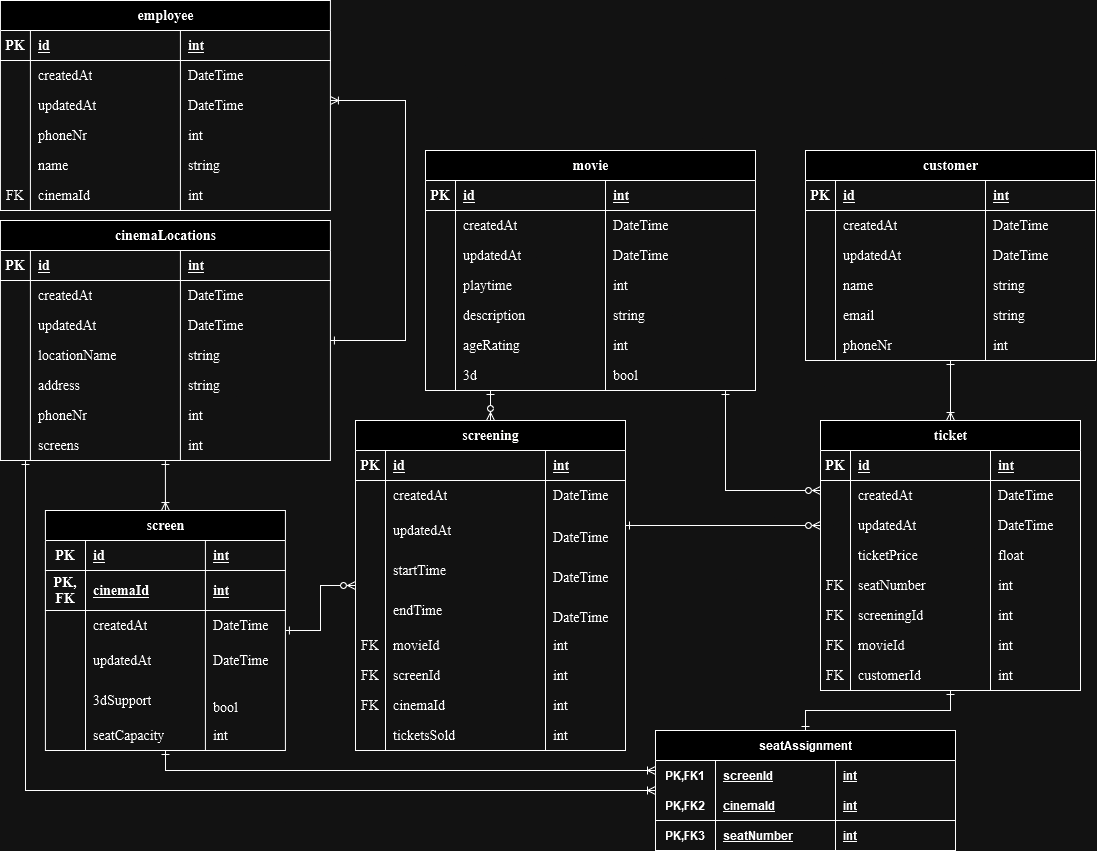 employee
PK id int
createdAt DateTime
updatedAt DateTime
phoneNr int
name string
FK cinemaId int
cinemaLocations
PK id int
createdAt DateTime
updatedAt DateTime
locationName string
address string
phoneNr int
screens int
movie
PK id int
createdAt DateTime
updatedAt DateTime
playtime int
description string
ageRating int
3d bool
customer
PK id int
createdAt DateTime
updatedAt DateTime
name string
email string
phoneNr int
screen
PK id int
PK, FK cinemaId int
createdAt DateTime
updatedAt DateTime
3dSupport bool
seatCapacity int
screening
PK id int
createdAt DateTime
updatedAt DateTime
startTime DateTime
endTime DateTime
FK movieId int
FK screenId int
FK cinemaId int
ticketsSold int
ticket
PK id int
createdAt DateTime
updatedAt DateTime
ticketPrice float
FK seatNumber int
FK screeningId int
FK movieId int
FK customerId int
seatAssignment
PK,FK1 screenId int
PK,FK2 cinemaId int
PK,FK3 seatNumber int